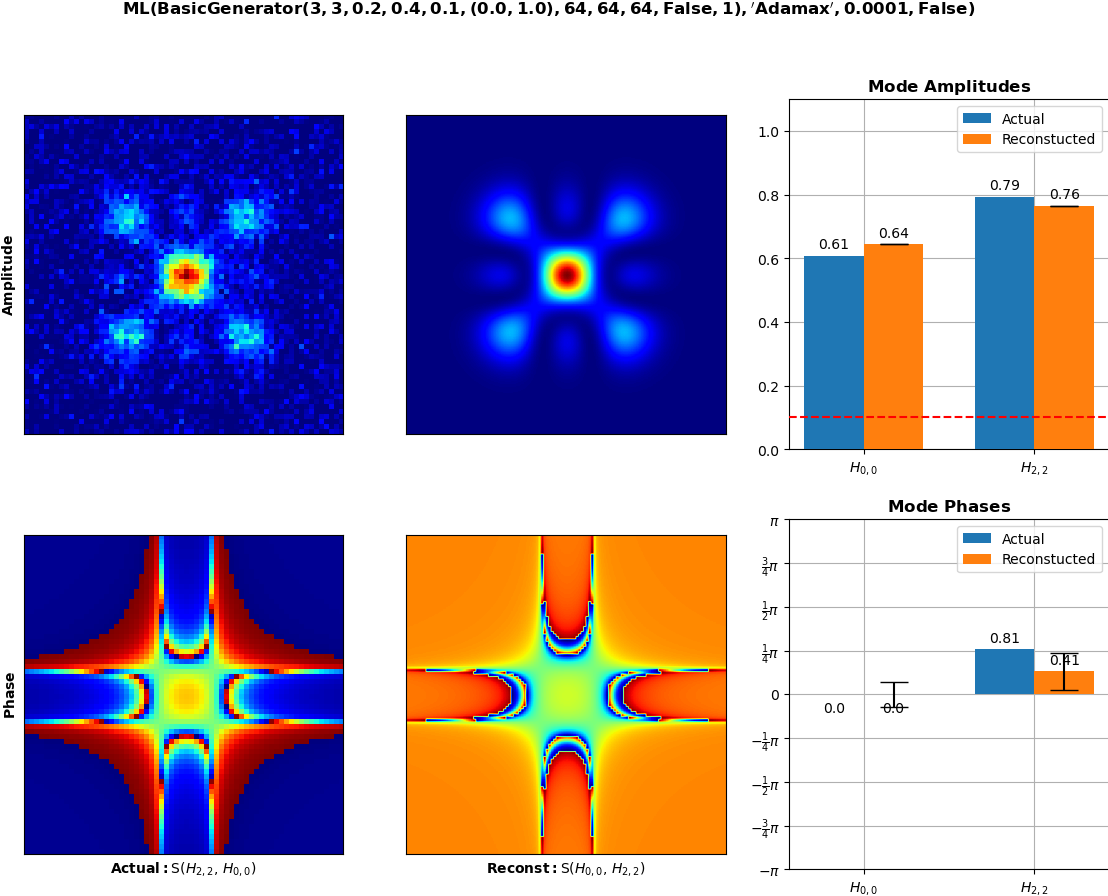 ML(BasicGenerator(3, 3, 0.2, 0.4, 0.1, (0.0, 1.0), 64, 64, 64, False, 1), ′Adamax′, 0.0001, False)
Amplitude
Mode Amplitudes
Actual
Reconstucted
1.0
0.8
0.6
0.4
0.2
0.0
0.61
0.64
0.79
0.76
H0,0
H2,2
Phase
Actual: S(H2,2, H0,0)
Reconst: S(H0,0, H2,2)
Mode Phases
Actual
Reconstucted
π
3/4π
1/2π
1/4π
0
−1/4π
−1/2π
−3/4π
−π
0.0
0.0
0.81
0.41
H0,0
H2,2